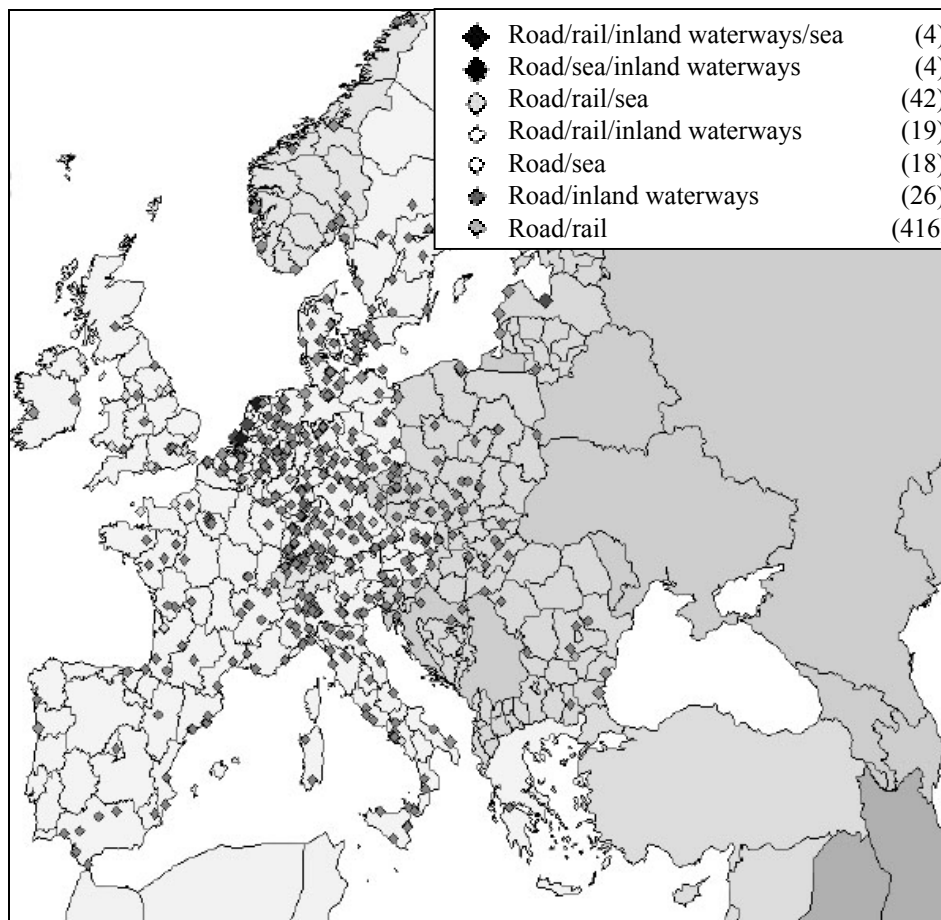 Road/rail/inland waterways/sea (4)
Road/sea/inland waterways (4)
Road/rail/sea (42)
Road/rail/inland waterways (19)
Road/sea (18)
Road/inland waterways (26)
Road/rail (416)